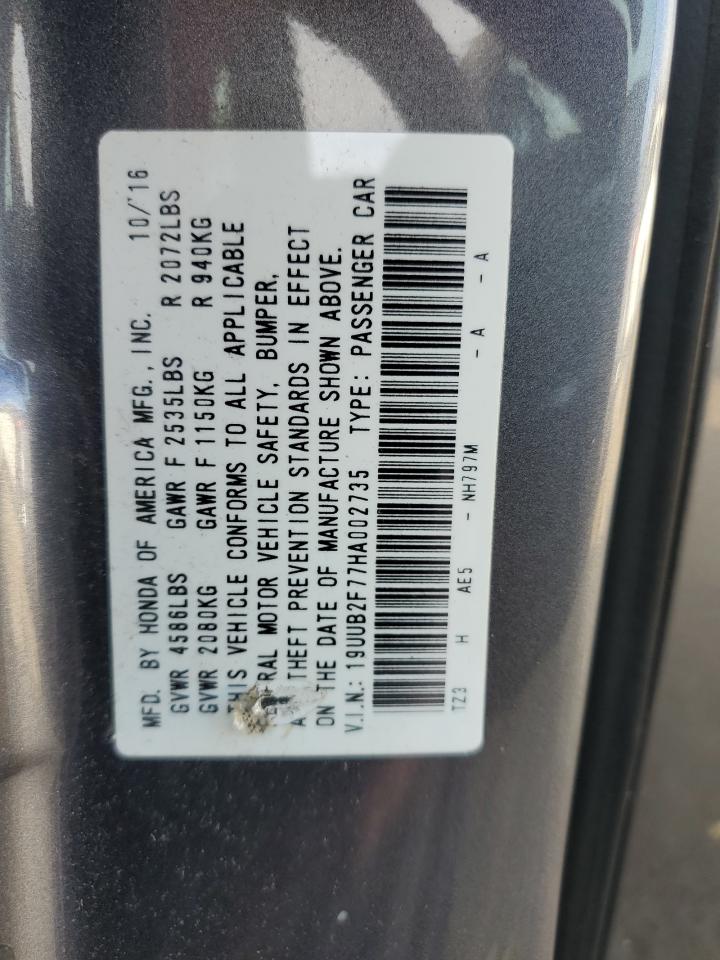 MFD. BY HONDA OF AMERICA MFG., INC. 10/'16
GVWR 4586LBS GAWR F 2535LBS R 2072LBS
GVWR 2080KG GAWR F 1150KG R 940KG
THIS VEHICLE CONFORMS TO ALL APPLICABLE
MOTOR VEHICLE SAFETY, BUMPER,
THEFT PREVENTION STANDARDS IN EFFECT
ON THE DATE OF MANUFACTURE SHOWN ABOVE.
V.I.N.: 19UUB2F77HA002735 TYPE: PASSENGER CAR
TZ3 H AE5 - NH797M - A - A